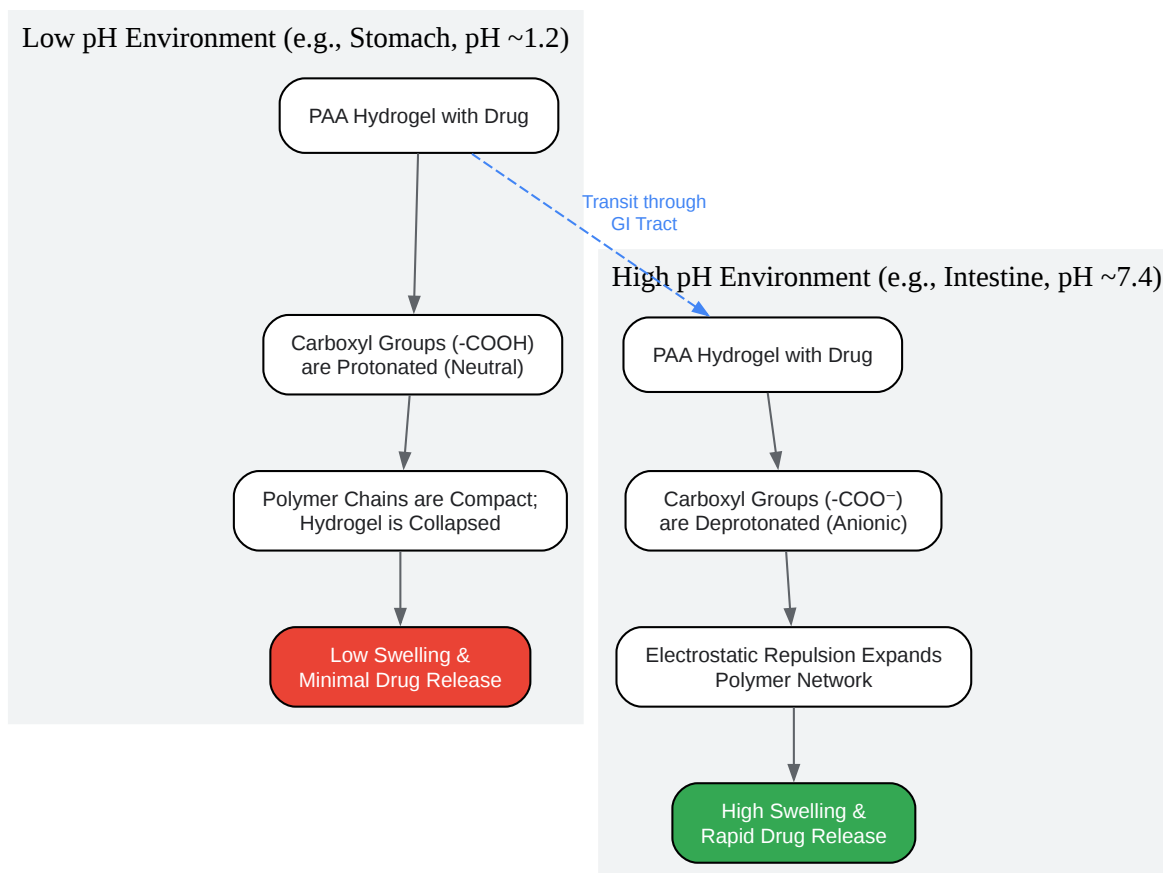 Low pH Environment (e.g., Stomach, pH ~1.2)
PAA Hydrogel with Drug
Carboxyl Groups (-COOH)
are Protonated (Neutral)
Polymer Chains are Compact;
Hydrogel is Collapsed
Low Swelling &
Minimal Drug Release
Transit through
GI Tract
High pH Environment (e.g., Intestine, pH ~7.4)
PAA Hydrogel with Drug
Carboxyl Groups (-COO⁻)
are Deprotonated (Anionic)
Electrostatic Repulsion Expands
Polymer Network
High Swelling &
Rapid Drug Release